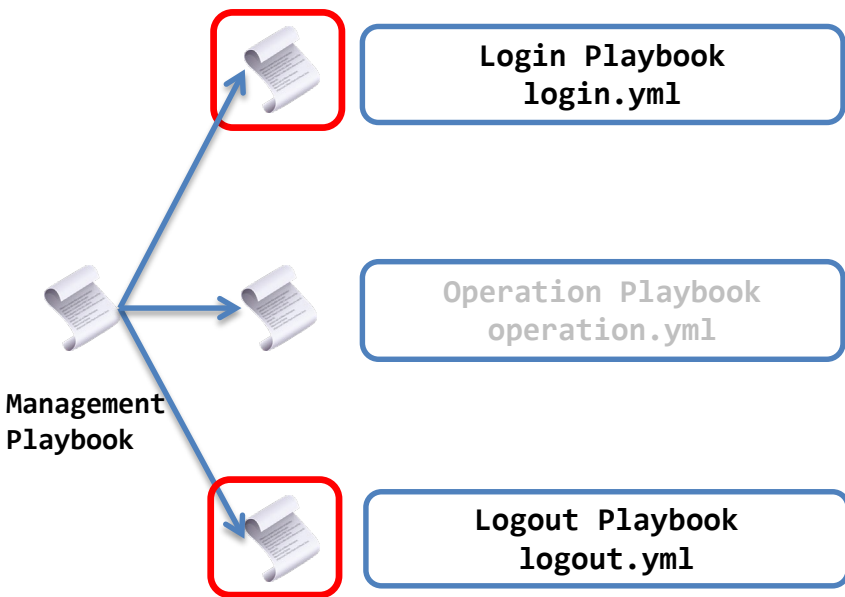 Login Playbook
login.yml
Operation Playbook
operation.yml
Management
Playbook
Logout Playbook
logout.yml